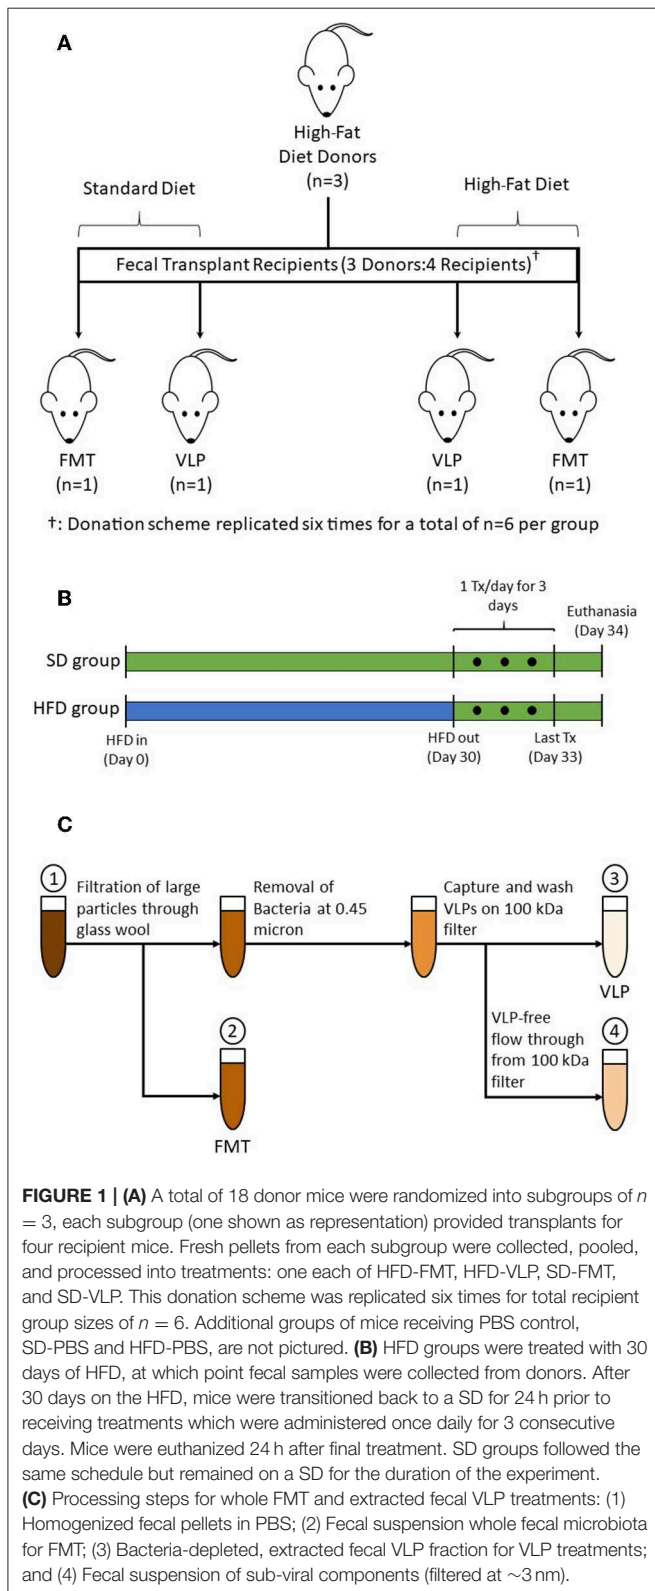 A
High-Fat
Diet Donors
(n=3)
Standard Diet
High-Fat Diet
Fecal Transplant Recipients (3 Donors:4 Recipients)†
FMT
(n=1)
VLP
(n=1)
VLP
(n=1)
FMT
(n=1)
†: Donation scheme replicated six times for a total of n=6 per group
B
1 Tx/day for 3
days
Euthanasia
(Day 34)
SD group
HFD group
HFD in
(Day 0)
HFD out
(Day 30)
Last Tx
(Day 33)
C
1
Filtration of large
particles through
glass wool
Removal of
Bacteria at 0.45
micron
Capture and wash
VLPs on 100 kDa
filter
3
VLP
2
FMT
VLP-free
flow through
from 100 kDa
filter
4
FIGURE 1 | (A) A total of 18 donor mice were randomized into subgroups of n
= 3, each subgroup (one shown as representation) provided transplants for
four recipient mice. Fresh pellets from each subgroup were collected, pooled,
and processed into treatments: one each of HFD-FMT, HFD-VLP, SD-FMT,
and SD-VLP. This donation scheme was replicated six times for total recipient
group sizes of n = 6. Additional groups of mice receiving PBS control,
SD-PBS and HFD-PBS, are not pictured. (B) HFD groups were treated with 30
days of HFD, at which point fecal samples were collected from donors. After
30 days on the HFD, mice were transitioned back to a SD for 24 h prior to
receiving treatments which were administered once daily for 3 consecutive
days. Mice were euthanized 24 h after final treatment. SD groups followed the
same schedule but remained on a SD for the duration of the experiment.
(C) Processing steps for whole FMT and extracted fecal VLP treatments: (1)
Homogenized fecal pellets in PBS; (2) Fecal suspension whole fecal microbiota
for FMT; (3) Bacteria-depleted, extracted fecal VLP fraction for VLP treatments;
and (4) Fecal suspension of sub-viral components (filtered at ~3 nm).